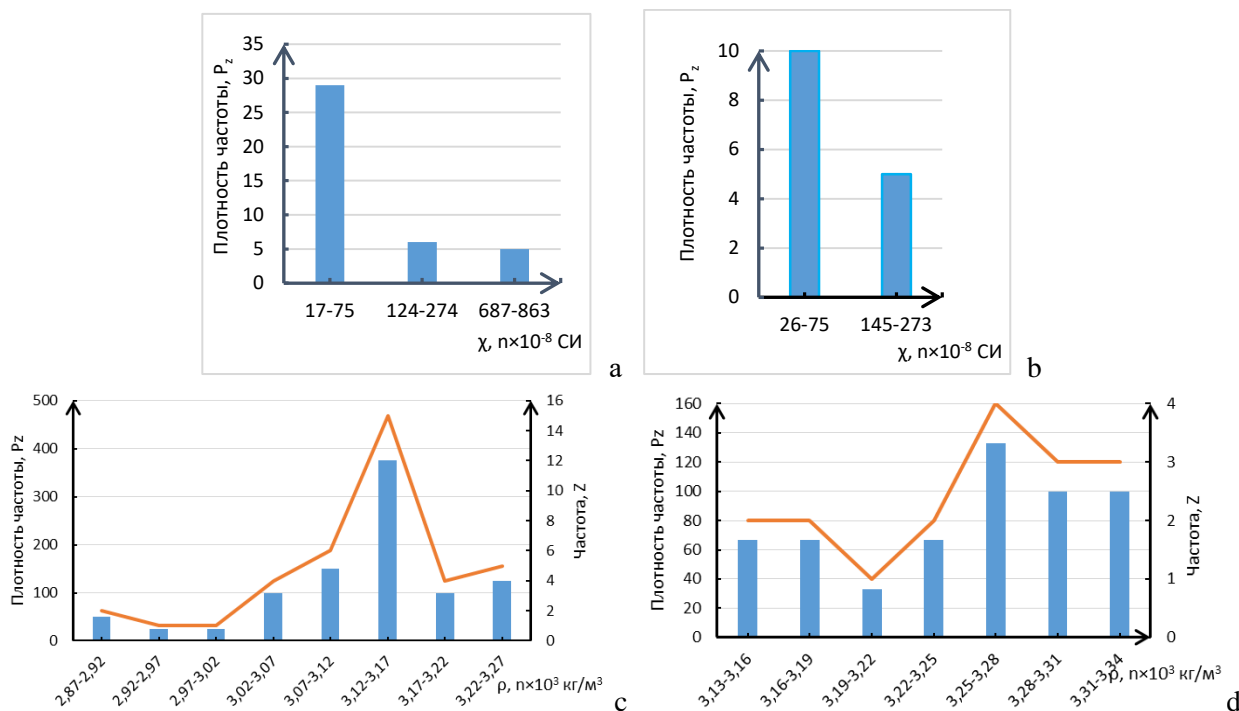 Плотность частоты, Pz
35
30
25
20
15
10
5
0
17-75 124-274 687-863
χ, n×10-8 СИ
a
Плотность частоты, Pz
10
8
6
4
2
0
26-75 145-273
χ, n×10-8 СИ
b
Плотность частоты, Pz
500
400
300
200
100
0
16
14
12
10
8
6
4
2
0
Частота, Z
2,87-2,92 2,92-2,97 2,97-3,02 3,02-3,07 3,07-3,12 3,12-3,17 3,17-3,22 3,22-3,27
ρ, n×10³ кг/м³
c
Плотность частоты, Pz
160
140
120
100
80
60
40
20
0
4
3
2
1
0
Частота, Z
3,13-3,16 3,16-3,19 3,19-3,22 3,22-3,25 3,25-3,28 3,28-3,31 3,31-3,34
ρ, n×10³ кг/м³
d